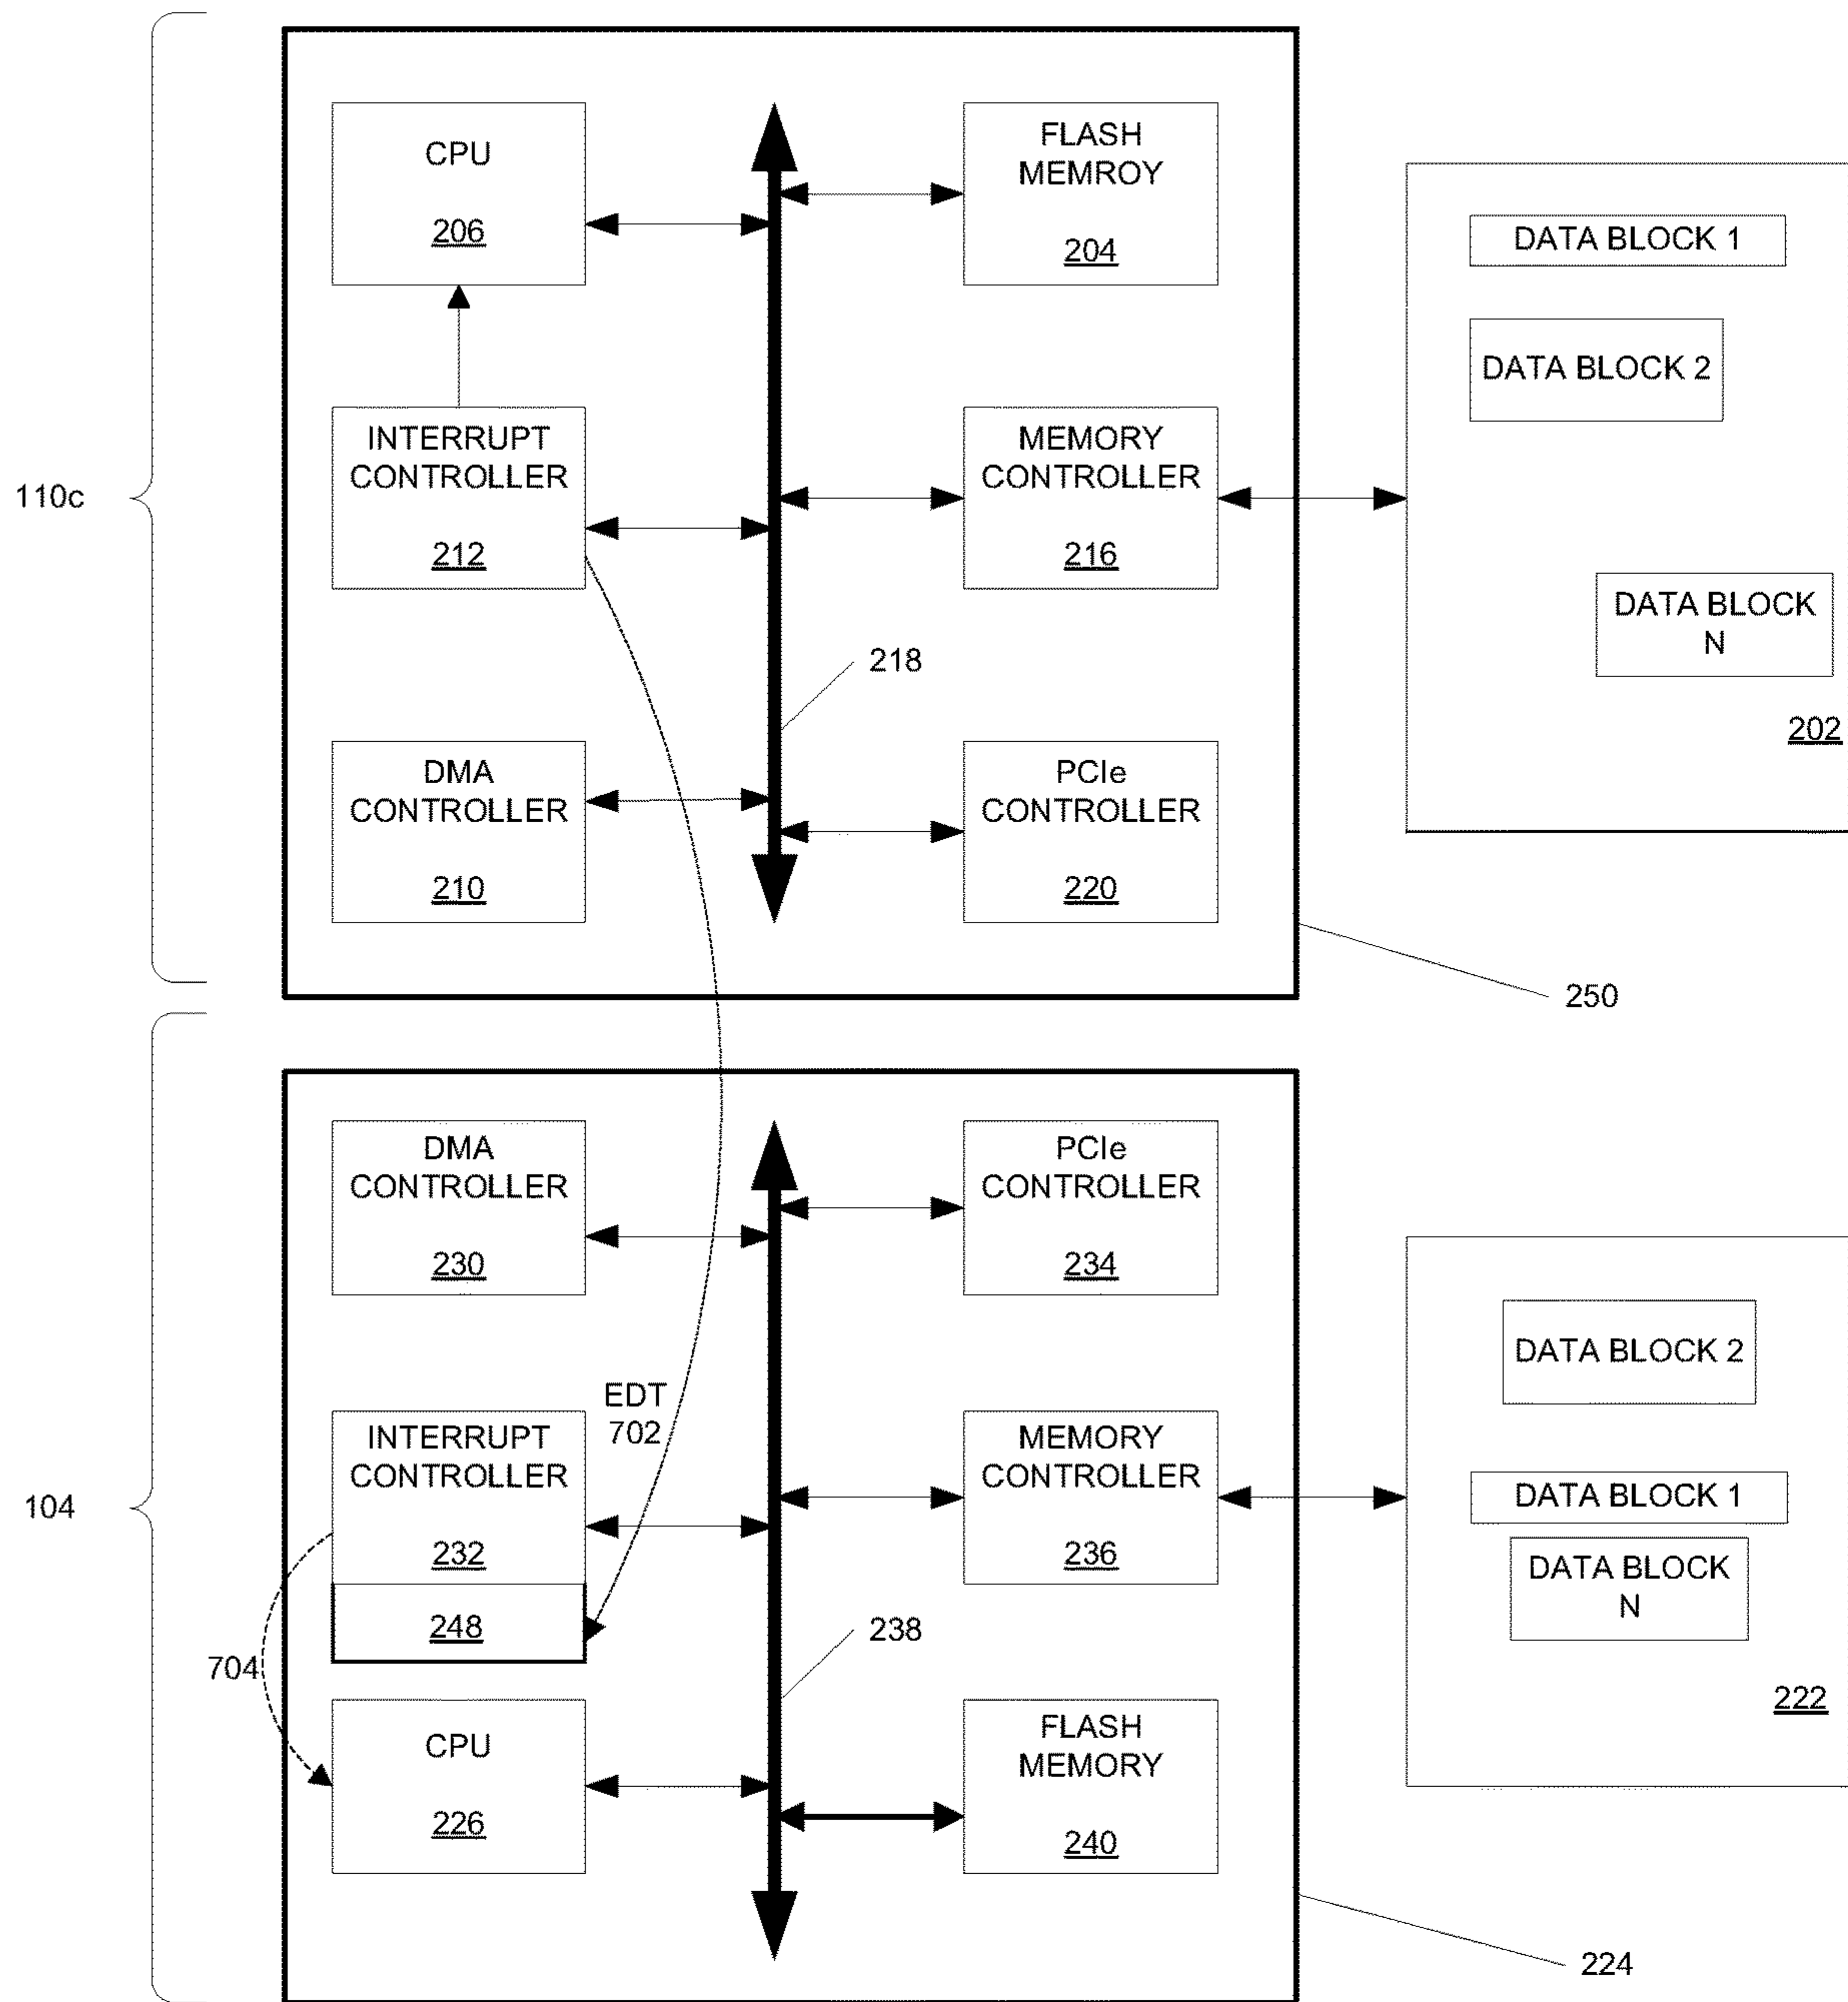 CPU
206
FLASH
MEMROY
204
DATA BLOCK 1
DATA BLOCK 2
110c
INTERRUPT
CONTROLLER
212
MEMORY
CONTROLLER
216
DATA BLOCK
N
218
202
DMA
CONTROLLER
210
PCIe
CONTROLLER
220
250
DMA
CONTROLLER
230
PCIe
CONTROLLER
234
DATA BLOCK 2
EDT
702
104
INTERRUPT
CONTROLLER
232
MEMORY
CONTROLLER
236
DATA BLOCK 1
DATA BLOCK
N
248
238
704
222
CPU
226
FLASH
MEMORY
240
224